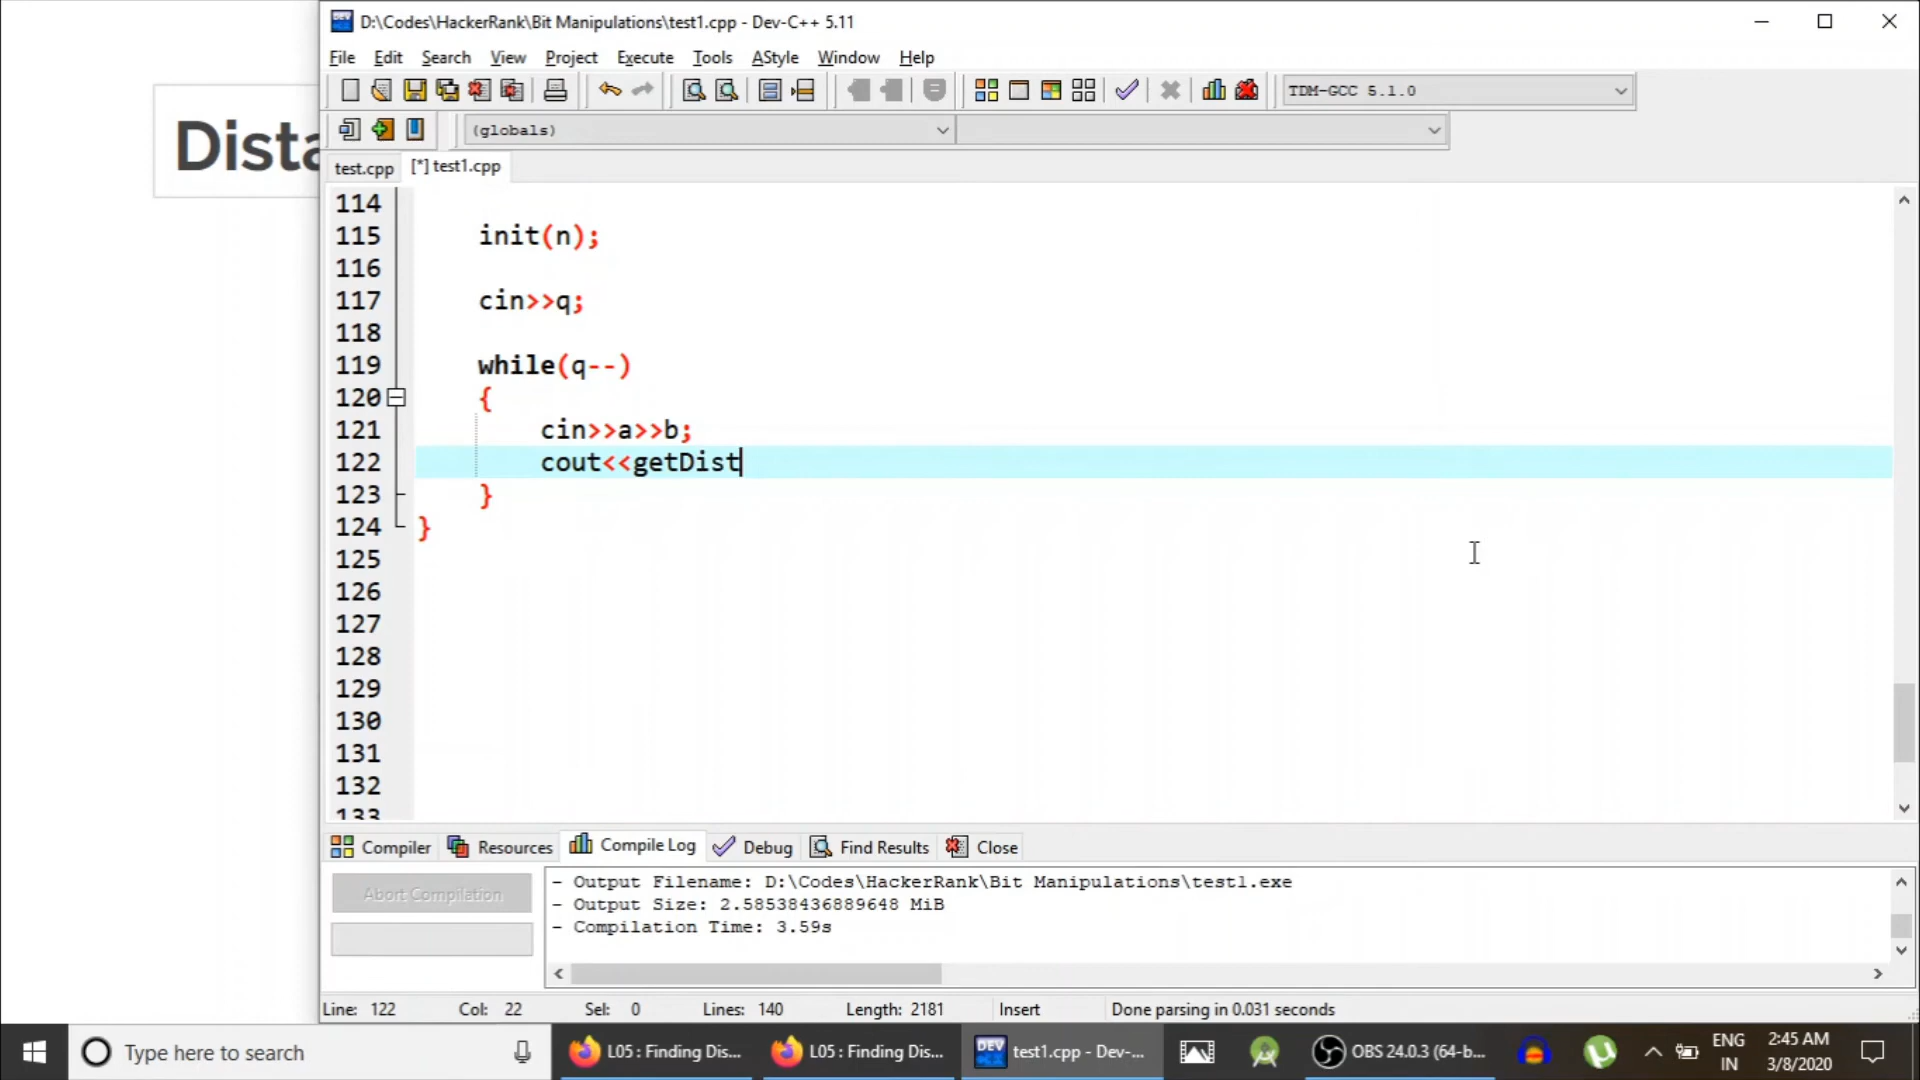 D:\Codes\HackerRank\Bit Manipulations\test1.cpp - Dev-C++ 5.11
File Edit Search View Project Execute Tools AStyle Window Help
TDM-GCC 5.1.0
(globals)
Dista
test.cpp [*] test1.cpp
114
115 init(n);
116
117 cin>>q;
118
119 while(q--)
120 {
121 cin>>a>>b;
122 cout<<getDist
123 }
124 }
125
126
127
128
129
130
131
132
133
Compiler Resources Compile Log Debug Find Results Close
Abort Compilation
- Output Filename: D:\Codes\HackerRank\Bit Manipulations\test1.exe
- Output Size: 2.58538436889648 MiB
- Compilation Time: 3.59s
Line: 122 Col: 22 Sel: 0 Lines: 140 Length: 2181 Insert Done parsing in 0.031 seconds
Type here to search
L05 : Finding Dis...
L05 : Finding Dis...
DEV test1.cpp - Dev-...
OBS 24.0.3 (64-b...
ENG
IN
2:45 AM
3/8/2020